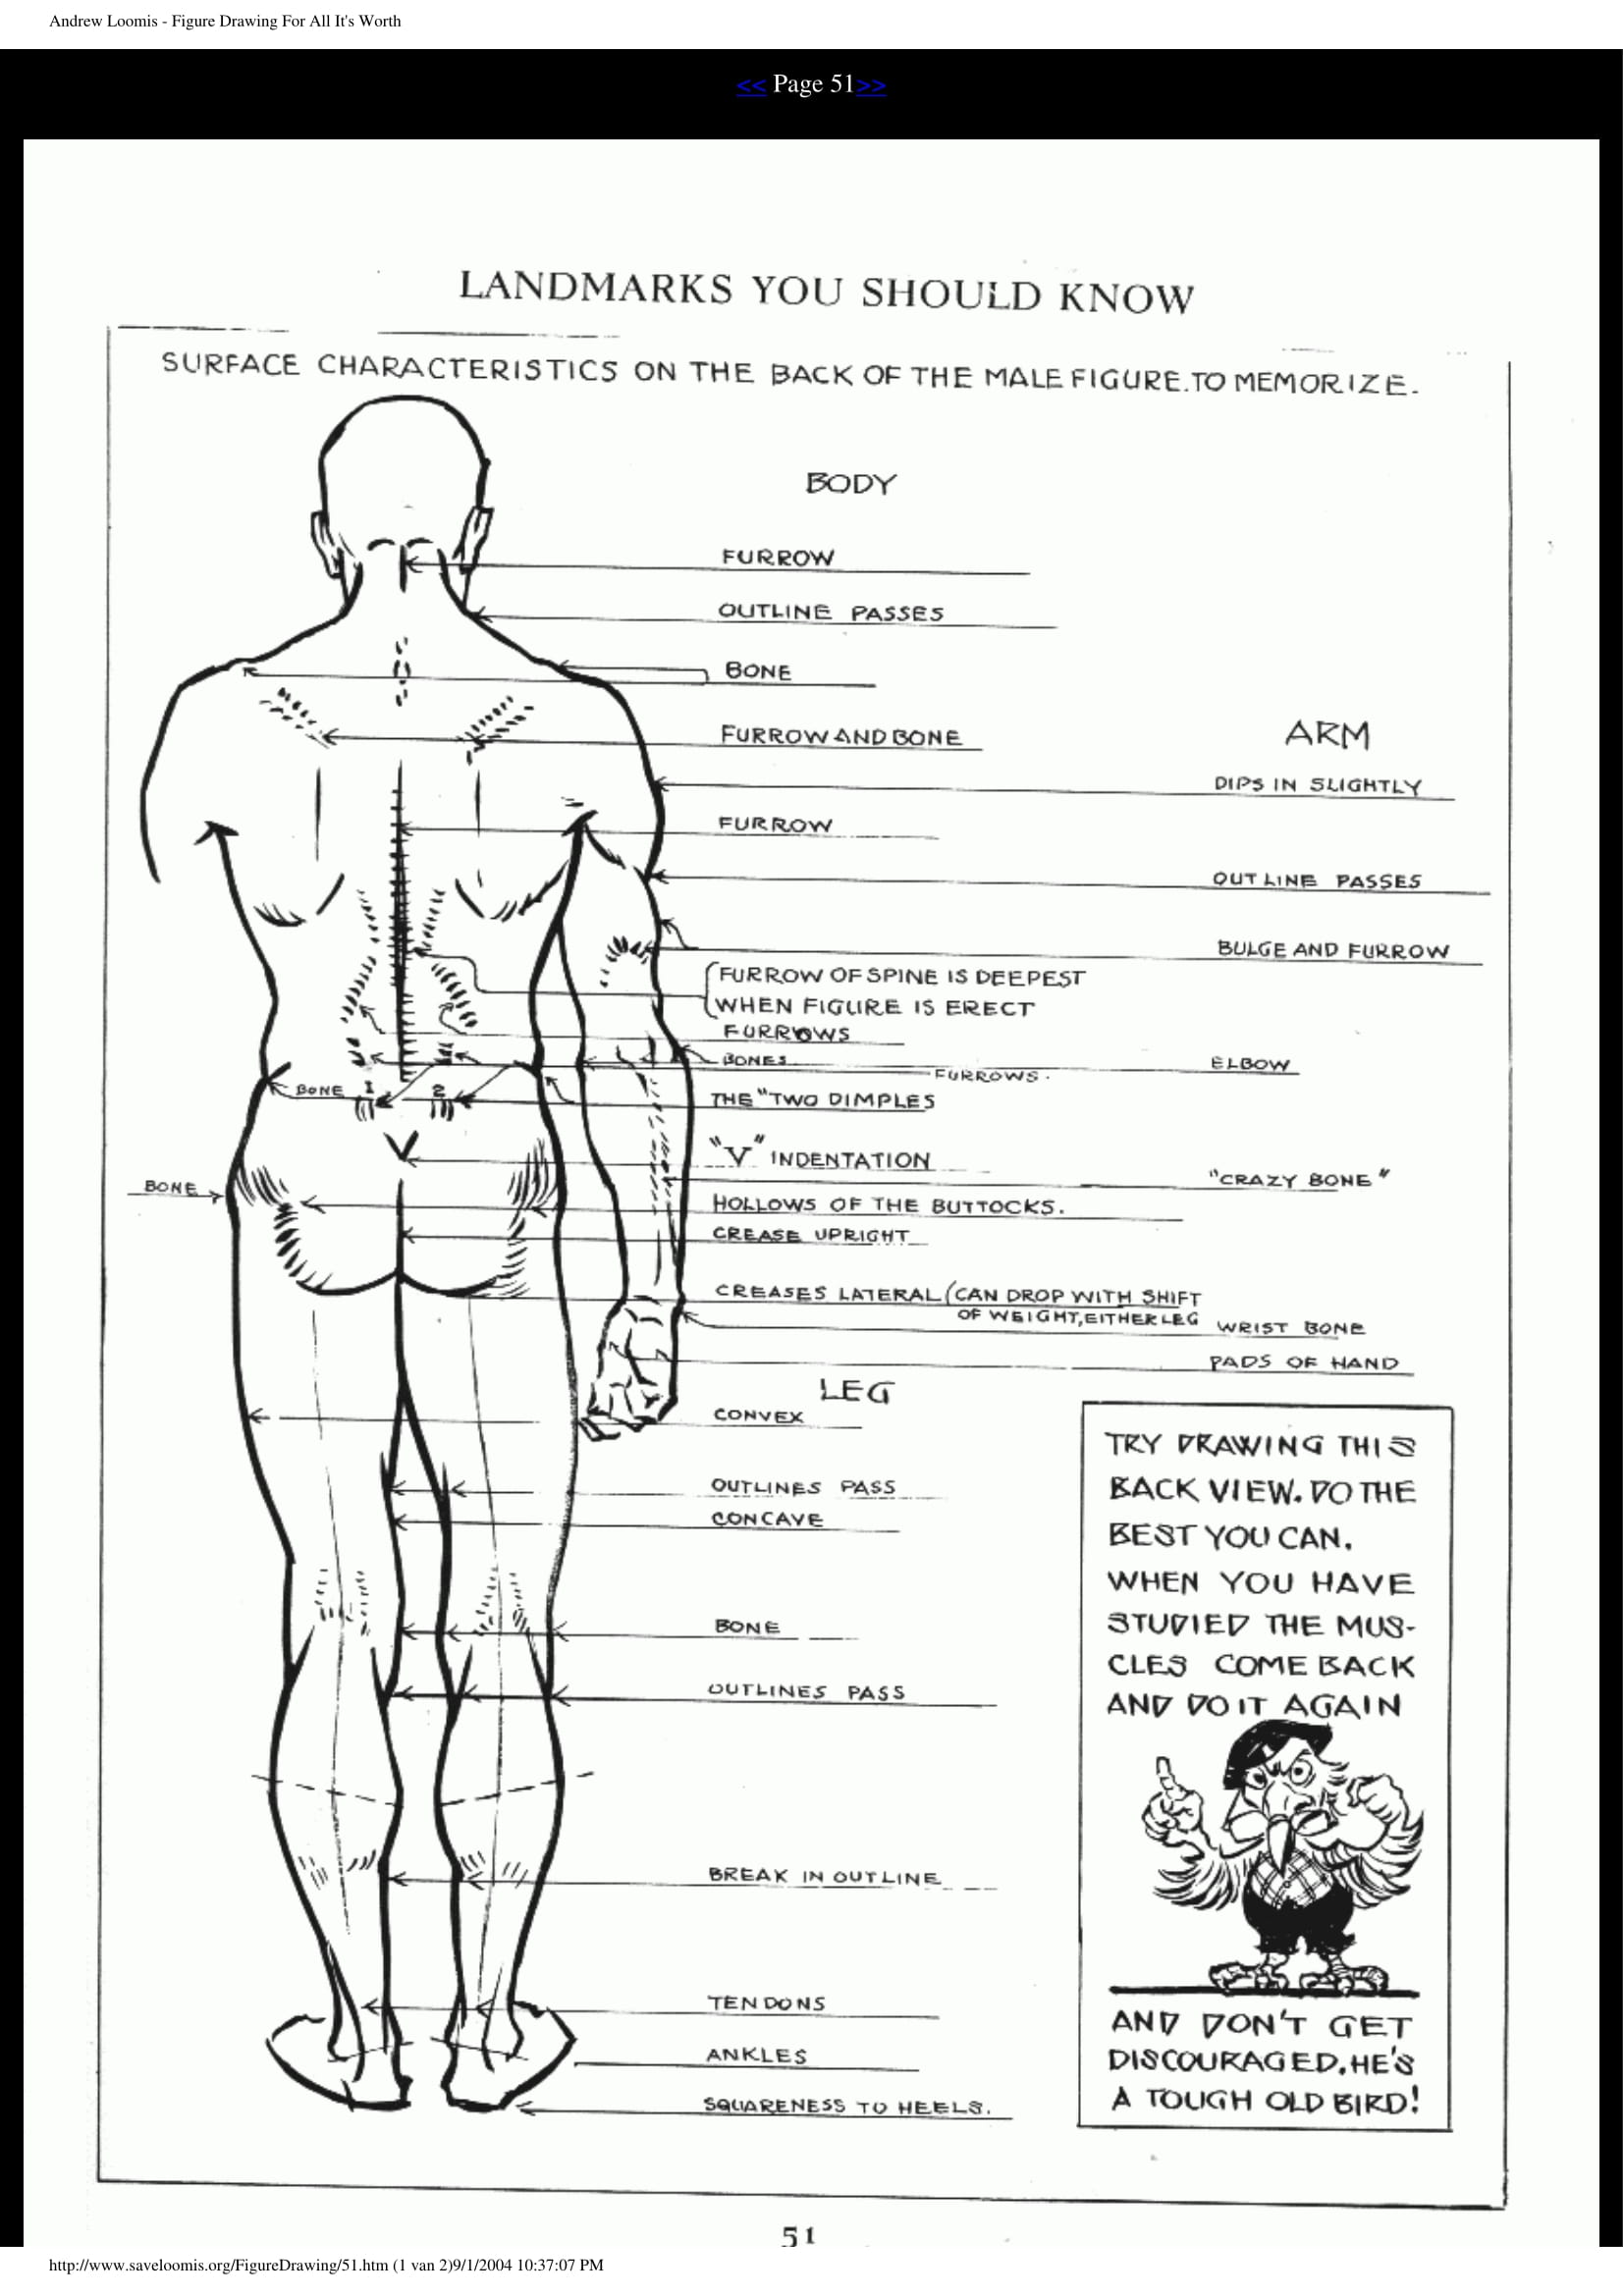 Andrew Loomis - Figure Drawing For All It's Worth
<< Page 51>>
LANDMARKS YOU SHOULD KNOW
SURFACE CHARACTERISTICS ON THE BACK OF THE MALE FIGURE. TO MEMORIZE.
BODY
FURROW
OUTLINE PASSES
BONE
FURROW AND BONE
ARM
DIPS IN SLIGHTLY
FURROW
OUTLINE PASSES
BULGE AND FURROW
FURROW OF SPINE IS DEEPEST
WHEN FIGURE IS ERECT
FURROWS
BONES
FURROWS.
ELBOW
BONE 1 2
THE "TWO DIMPLES
"V" INDENTATION
"CRAZY BONE"
BONE
HOLLOWS OF THE BUTTOCKS.
CREASE UPRIGHT
CREASES LATERAL (CAN DROP WITH SHIFT
OF WEIGHT, EITHER LEG
WRIST BONE
PADS OF HAND
LEG
CONVEX
OUTLINES PASS
CONCAVE
BONE
OUTLINES PASS
BREAK IN OUTLINE
TENDONS
ANKLES
SQUARENESS TO HEELS.
TRY DRAWING THIS
BACK VIEW. DO THE
BEST YOU CAN.
WHEN YOU HAVE
STUDIED THE MUS-
CLES COME BACK
AND DO IT AGAIN
AND DON'T GET
DISCOURAGED, HE'S
A TOUGH OLD BIRD!
51
http://www.saveloomis.org/FigureDrawing/51.htm (1 van 2)9/1/2004 10:37:07 PM